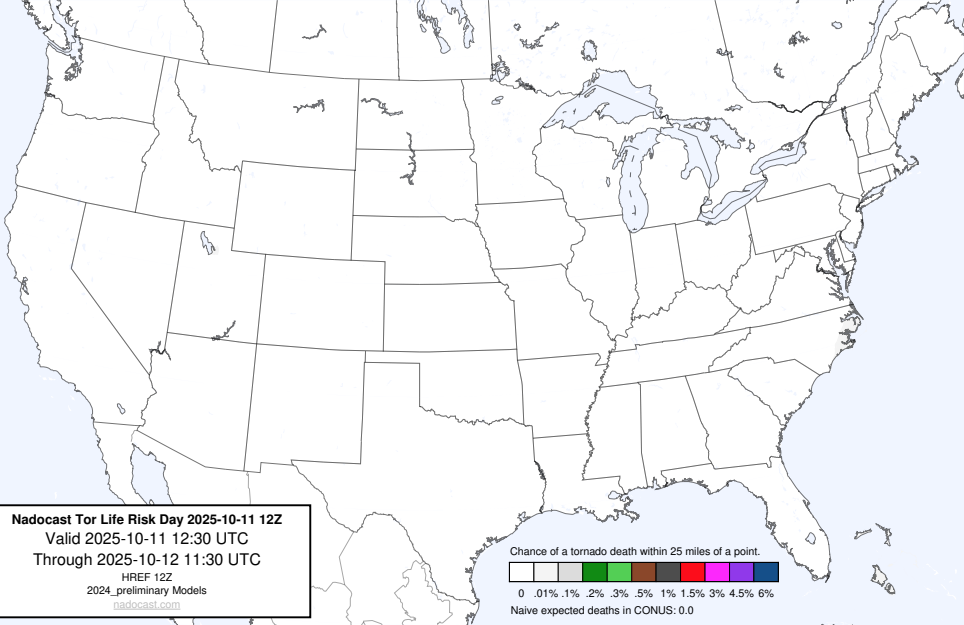 Nadocast Tor Life Risk Day 2025-10-11 12Z
Valid 2025-10-11 12:30 UTC
Through 2025-10-12 11:30 UTC
HREF 12Z
2024_preliminary Models
nadocast.com
Chance of a tornado death within 25 miles of a point.
0 .01% .1% .2% .3% .5% 1% 1.5% 3% 4.5% 6%
Naive expected deaths in CONUS: 0.0